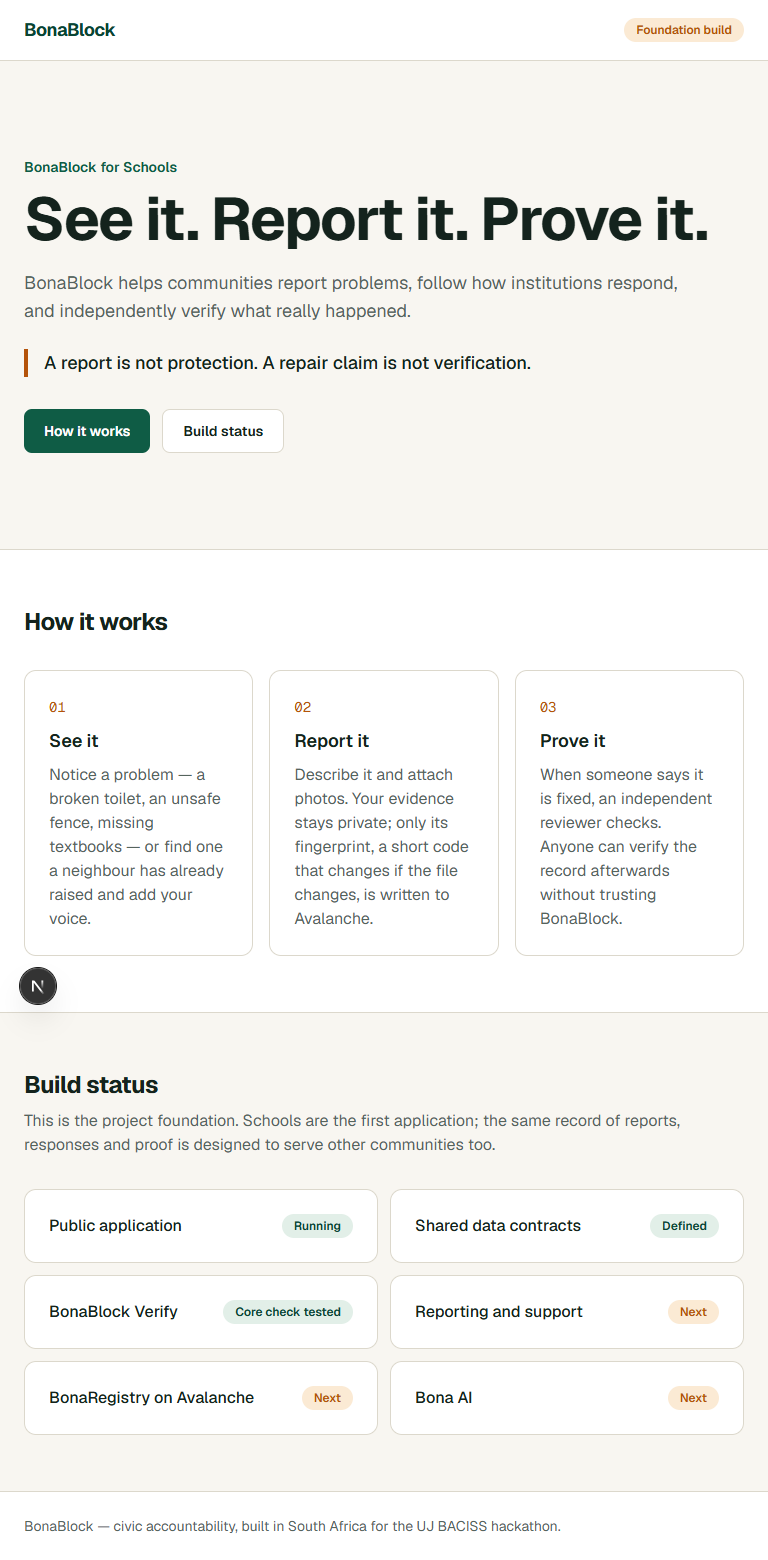 BonaBlock
Foundation build
BonaBlock for Schools
See it. Report it. Prove it.
BonaBlock helps communities report problems, follow how institutions respond,
and independently verify what really happened.
A report is not protection. A repair claim is not verification.
How it works
Build status
How it works
01
See it
Notice a problem — a
broken toilet, an unsafe
fence, missing
textbooks — or find one
a neighbour has already
raised and add your
voice.
02
Report it
Describe it and attach
photos. Your evidence
stays private; only its
fingerprint, a short code
that changes if the file
changes, is written to
Avalanche.
03
Prove it
When someone says it
is fixed, an independent
reviewer checks.
Anyone can verify the
record afterwards
without trusting
BonaBlock.
N
Build status
This is the project foundation. Schools are the first application; the same record of reports,
responses and proof is designed to serve other communities too.
Public application
Running
Shared data contracts
Defined
BonaBlock Verify
Core check tested
Reporting and support
Next
BonaRegistry on Avalanche
Next
Bona AI
Next
BonaBlock — civic accountability, built in South Africa for the UJ BACISS hackathon.